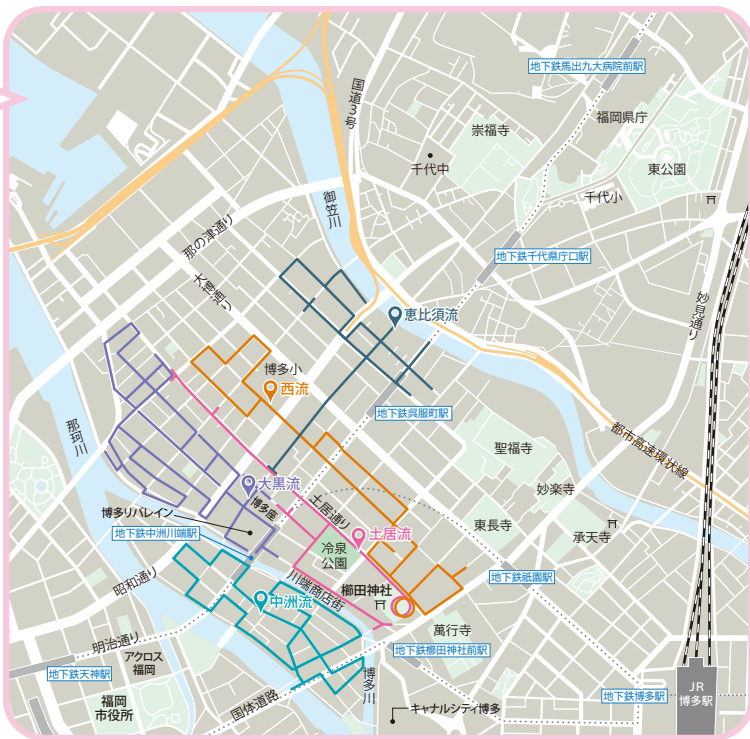 地下鉄馬出九大病院前駅
国道3号
福岡県庁
崇福寺
千代中
東公園
千代小
御笠川
那の津通り
地下鉄千代県庁口駅
大博通り
妙見通り
恵比須流
博多小
西流
地下鉄呉服町駅
那珂川
都市高速環状線
聖福寺
大黒流
妙楽寺
博多座
博多リバレイン
土居通り
東長寺
承天寺
地下鉄中洲川端駅
土居流
冷泉
公園
昭和通り
川端商店街
地下鉄祇園駅
櫛田神社
中洲流
萬行寺
明治通り
アクロス
福岡
地下鉄櫛田神社前駅
地下鉄天神駅
博多川
JR
博多駅
地下鉄博多駅
福岡
市役所
国体道路
キャナルシティ博多